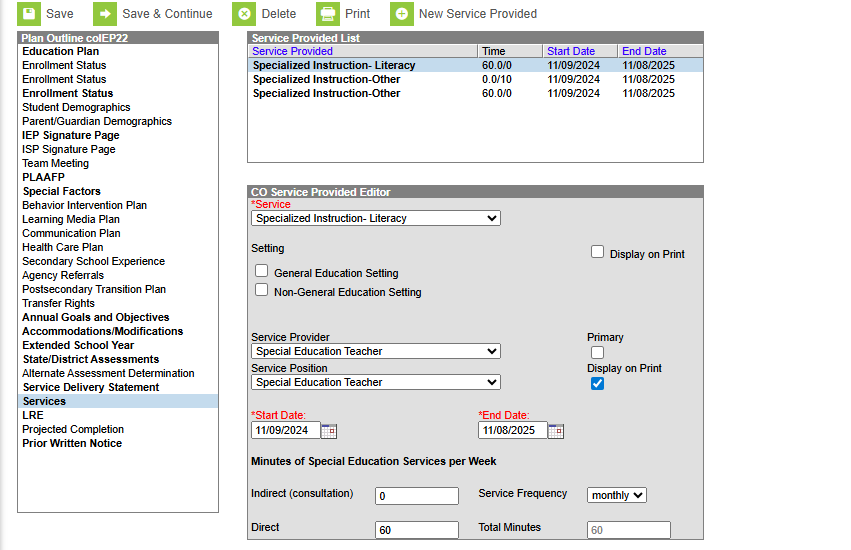 Save Save & Continue Delete Print New Service Provided
Plan Outline coIEP22
Education Plan
Enrollment Status
Enrollment Status
Enrollment Status
Student Demographics
Parent/Guardian Demographics
IEP Signature Page
ISP Signature Page
Team Meeting
PLAAFP
Special Factors
Behavior Intervention Plan
Learning Media Plan
Communication Plan
Health Care Plan
Secondary School Experience
Agency Referrals
Postsecondary Transition Plan
Transfer Rights
Annual Goals and Objectives
Accommodations/Modifications
Extended School Year
State/District Assessments
Alternate Assessment Determination
Service Delivery Statement
Services
LRE
Projected Completion
Prior Written Notice
Service Provided List
Service Provided Time Start Date End Date
Specialized Instruction- Literacy 60.0/0 11/09/2024 11/08/2025
Specialized Instruction-Other 0.0/10 11/09/2024 11/08/2025
Specialized Instruction-Other 60.0/0 11/09/2024 11/08/2025
CO Service Provided Editor
*Service
Specialized Instruction- Literacy
Setting
Display on Print
General Education Setting
Non-General Education Setting
Service Provider Primary
Special Education Teacher
Service Position Display on Print
Special Education Teacher
*Start Date: *End Date:
11/09/2024 11/08/2025
Minutes of Special Education Services per Week
Indirect (consultation) 0 Service Frequency monthly
Direct 60 Total Minutes 60